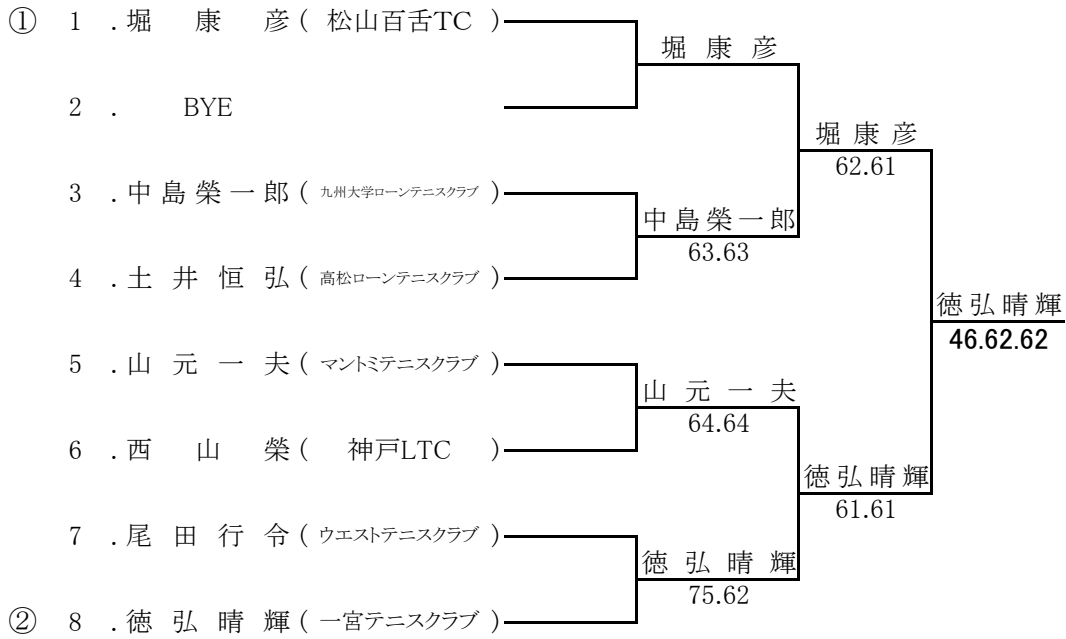 ① 1 .堀 康 彦( 松山百舌TC )
堀 康 彦
2 . BYE
堀 康 彦
62.61
3 .中 島 榮 一 郎( 九州大学ローンテニスクラブ )
中 島 榮 一 郎
63.63
4 .土 井 恒 弘( 高松ローンテニスクラブ )
徳 弘 晴 輝
46.62.62
5 .山 元 一 夫( マントミテニスクラブ )
山 元 一 夫
64.64
6 .西 山 榮( 神戸LTC )
徳 弘 晴 輝
61.61
7 .尾 田 行 令( ウエストテニスクラブ )
徳 弘 晴 輝
75.62
② 8 .徳 弘 晴 輝( 一宮テニスクラブ )